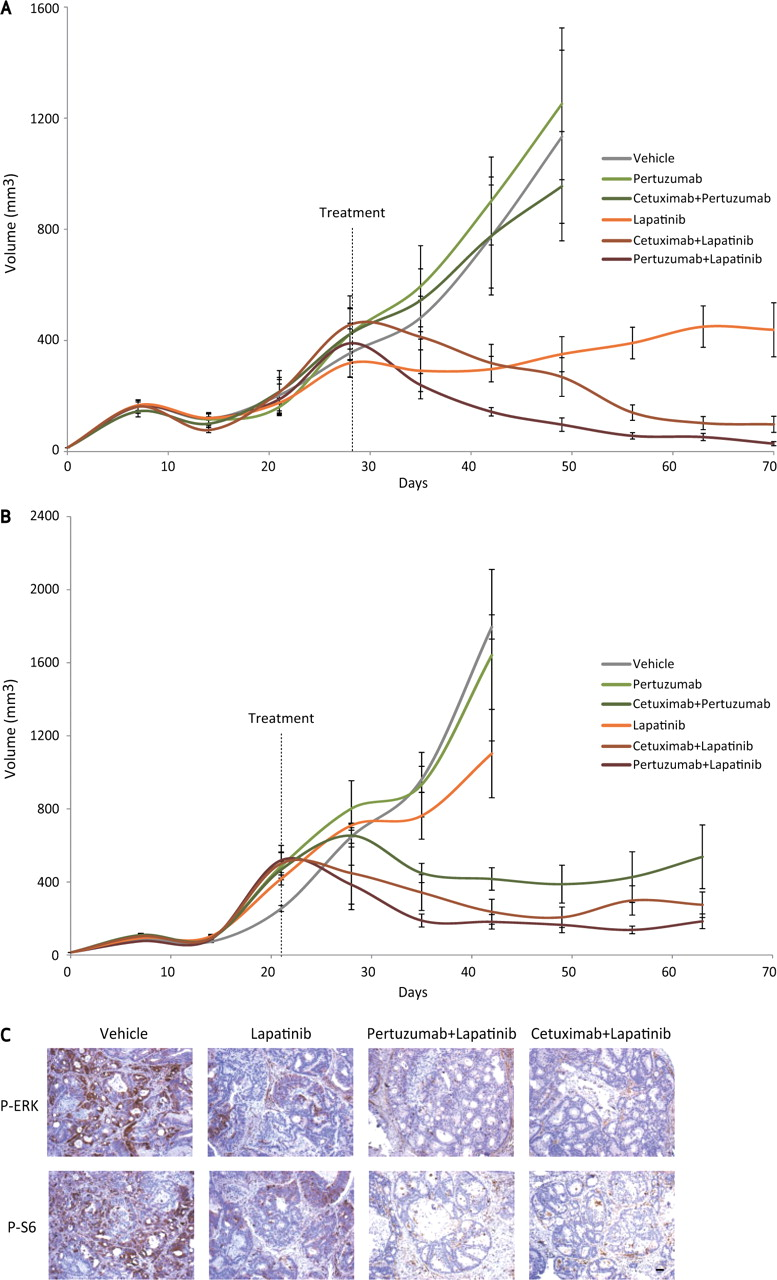 A
1600
1200
800
400
0
Volume (mm3)
Treatment
Vehicle
Pertuzumab
Cetuximab+Pertuzumab
Lapatinib
Cetuximab+Lapatinib
Pertuzumab+Lapatinib
0 10 20 30 40 50 60 70
Days
B
2400
2000
1600
1200
800
400
0
Volume (mm3)
Treatment
Vehicle
Pertuzumab
Cetuximab+Pertuzumab
Lapatinib
Cetuximab+Lapatinib
Pertuzumab+Lapatinib
0 10 20 30 40 50 60 70
Days
C
Vehicle Lapatinib Pertuzumab+Lapatinib Cetuximab+Lapatinib
P-ERK
P-S6